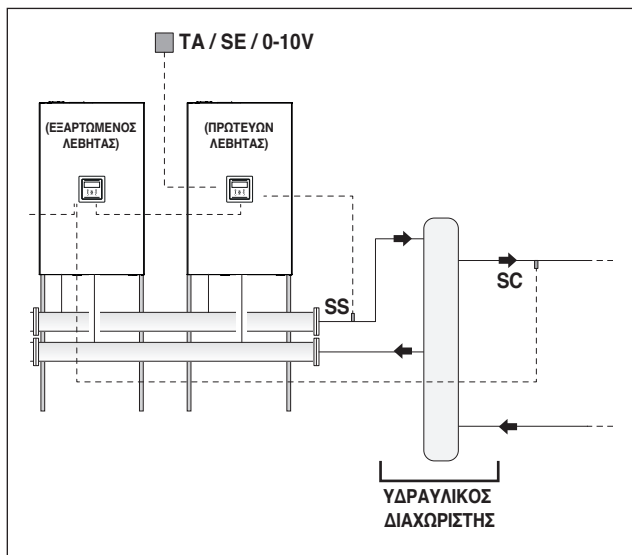 TA / SE / 0-10V
(ΕΞΑΡΤΩΜΕΝΟΣ
ΛΕΒΗΤΑΣ)
(ΠΡΩΤΕΥΩΝ
ΛΕΒΗΤΑΣ)
SS
SC
ΥΔΡΑΥΛΙΚΟΣ
ΔΙΑΧΩΡΙΣΤΗΣ